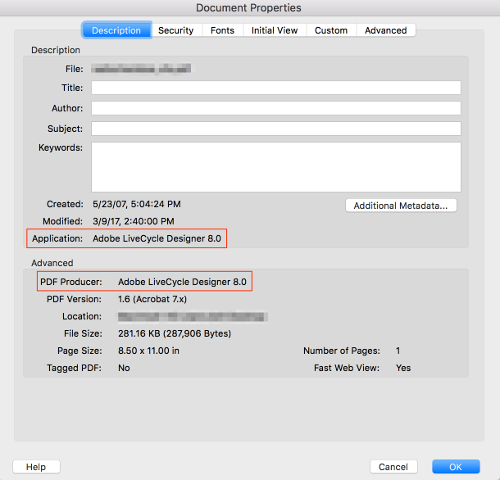 Document Properties
Description Security Fonts Initial View Custom Advanced
Description
File:
Title:
Author:
Subject:
Keywords:
Created: 5/23/07, 5:04:24 PM
Additional Metadata...
Modified: 3/9/17, 2:40:00 PM
Application: Adobe LiveCycle Designer 8.0
Advanced
PDF Producer: Adobe LiveCycle Designer 8.0
PDF Version: 1.6 (Acrobat 7.x)
Location:
File Size: 281.16 KB (287,906 Bytes)
Page Size: 8.50 x 11.00 in Number of Pages: 1
Tagged PDF: No Fast Web View: Yes
Help Cancel OK